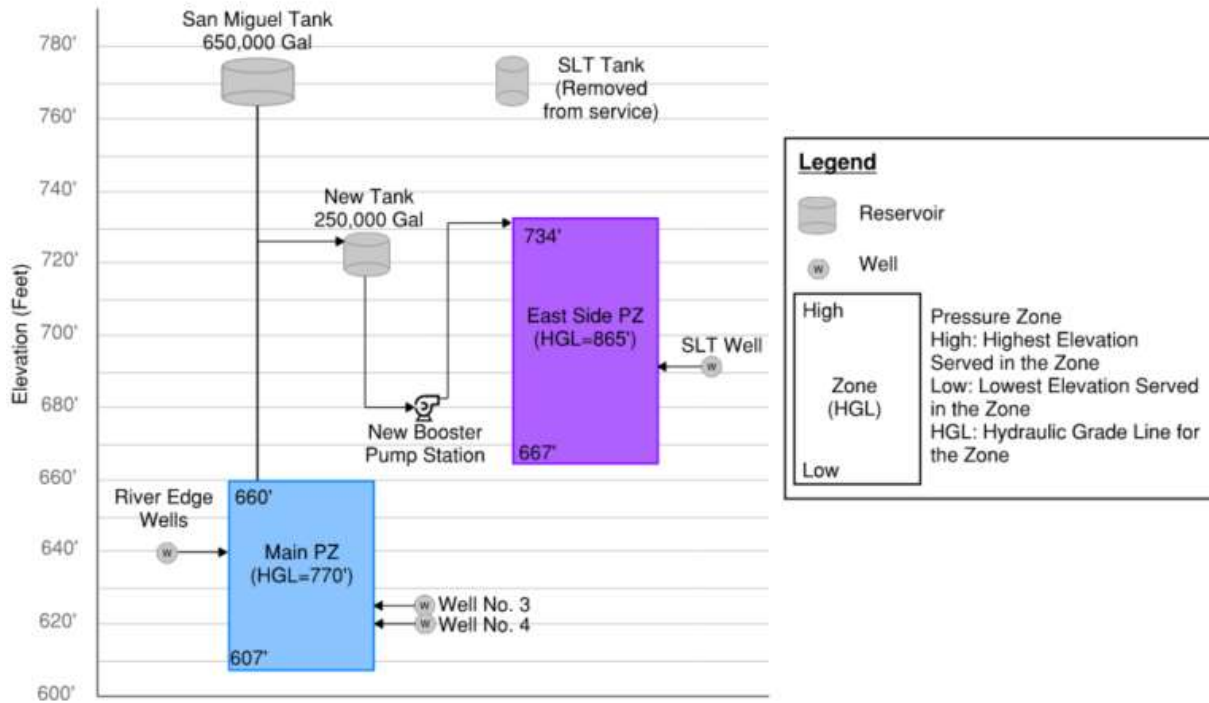 San Miguel Tank
650,000 Gal
SLT Tank
(Removed
from service)
New Tank
250,000 Gal
734'
East Side PZ
(HGL=865')
SLT Well
W
New Booster
Pump Station
667'
River Edge
Wells
W
660'
Main PZ
(HGL=770')
W Well No. 3
W Well No. 4
607'
Elevation (Feet)
780'
760'
740'
720'
700'
680'
660'
640'
620'
600'
Legend
Reservoir
W Well
High
Zone
(HGL)
Low
Pressure Zone
High: Highest Elevation
Served in the Zone
Low: Lowest Elevation Served
in the Zone
HGL: Hydraulic Grade Line for
the Zone